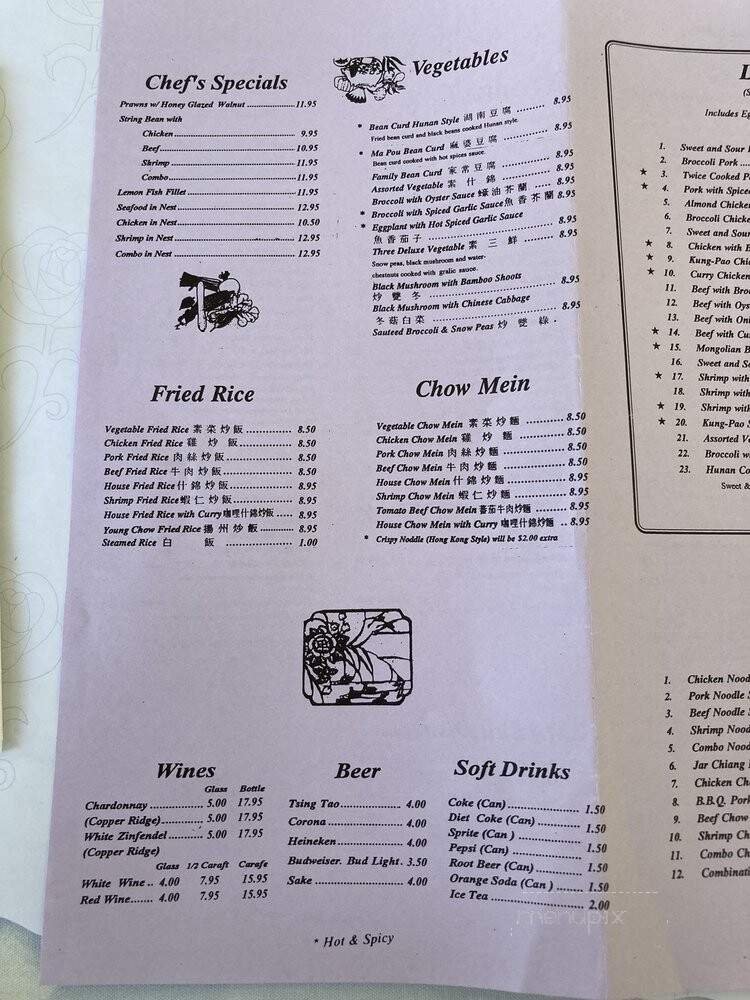 Chef's Specials
Prawns w/ Honey Glazed Walnut 11.95
String Bean with
Chicken 9.95
Beef 10.95
Shrimp 11.95
Combo 11.95
Lemon Fish Fillet 11.95
Seafood in Nest 12.95
Chicken in Nest 10.50
Shrimp in Nest 12.95
Combo in Nest 12.95
Vegetables
* Bean Curd Hunan Style 湖南豆腐 8.95
Fried bean curd and black beans cooked Hunan style.
* Ma Pou Bean Curd 麻婆豆腐 8.95
Bean curd cooked with hot spices sauce.
Family Bean Curd 家常豆腐 8.95
Assorted Vegetable 素什錦 8.95
Broccoli with Oyster Sauce 蠔油芥蘭 8.95
* Broccoli with Spiced Garlic Sauce 魚香芥蘭 8.95
* Eggplant with Hot Spiced Garlic Sauce
魚香茄子 8.95
Three Deluxe Vegetable 素三鮮 8.95
Snow peas, black mushroom and water-
chestnuts cooked with gralic sauce.
Black Mushroom with Bamboo Shoots
炒雙冬 8.95
Black Mushroom with Chinese Cabbage
冬菇白菜 8.95
Sauteed Broccoli & Snow Peas 炒雙綠
Fried Rice
Vegetable Fried Rice 素菜炒飯 8.50
Chicken Fried Rice 雞炒飯 8.50
Pork Fried Rice 肉絲炒飯 8.50
Beef Fried Rice 牛肉炒飯 8.50
House Fried Rice 什錦炒飯 8.95
Shrimp Fried Rice 蝦仁炒飯 8.95
House Fried Rice with Curry 咖哩什錦炒飯 8.95
Young Chow Fried Rice 揚州炒飯 8.95
Steamed Rice 白飯 1.00
Chow Mein
Vegetable Chow Mein 素菜炒麵 8.50
Chicken Chow Mein 雞炒麵 8.50
Pork Chow Mein 肉絲炒麵 8.50
Beef Chow Mein 牛肉炒麵 8.50
House Chow Mein 什錦炒麵 8.95
Shrimp Chow Mein 蝦仁炒麵 8.95
Tomato Beef Chow Mein 蕃茄牛肉炒麵 8.95
House Chow Mein with Curry 咖哩什錦炒麵 8.95
* Crispy Noddle (Hong Kong Style) will be $2.00 extra
Wines
Glass Bottle
Chardonnay 5.00 17.95
(Copper Ridge) 5.00 17.95
White Zinfendel 5.00 17.95
(Copper Ridge)
Glass 1/2 Caraft Carafe
White Wine 4.00 7.95 15.95
Red Wine 4.00 7.95 15.95
Beer
Tsing Tao 4.00
Corona 4.00
Heineken 4.00
Budweiser. Bud Light. 3.50
Sake 4.00
Soft Drinks
Coke (Can) 1.50
Diet Coke (Can)
Sprite (Can ) 1.50
Pepsi (Can) 1.50
Root Beer (Can) 1.50
Orange Soda (Can ) 1.50
Ice Tea 2.00
* Hot & Spicy
menupix
L
(S
Includes Eg
1. Sweet and Sour
2. Broccoli Pork
★ 3. Twice Cooked P
★ 4. Pork with Spice
5. Almond Chicke
6. Broccoli Chicke
7. Sweet and Sour
★ 8. Chicken with
★ 9. Kung-Pao Chi
★ 10. Curry Chicken
11. Beef with Broc
12. Beef with Oys
13. Beef with Oni
★ 14. Beef with Cu
★ 15. Mongolian B
16. Sweet and So
★ 17. Shrimp with
18. Shrimp with
★ 19. Shrimp wit
★ 20. Kung-Pao S
21. Assorted V
22. Broccoli w
23. Hunan Co
Sweet &
1. Chicken Nood
2. Pork Noodle
3. Beef Noodle
4. Shrimp Nood
5. Combo Nood
6. Jar Chiang
7. Chicken Ch
8. B.B.Q. Pork
9. Beef Chow
10. Shrimp Ch
11. Combo Ch
12. Combinati